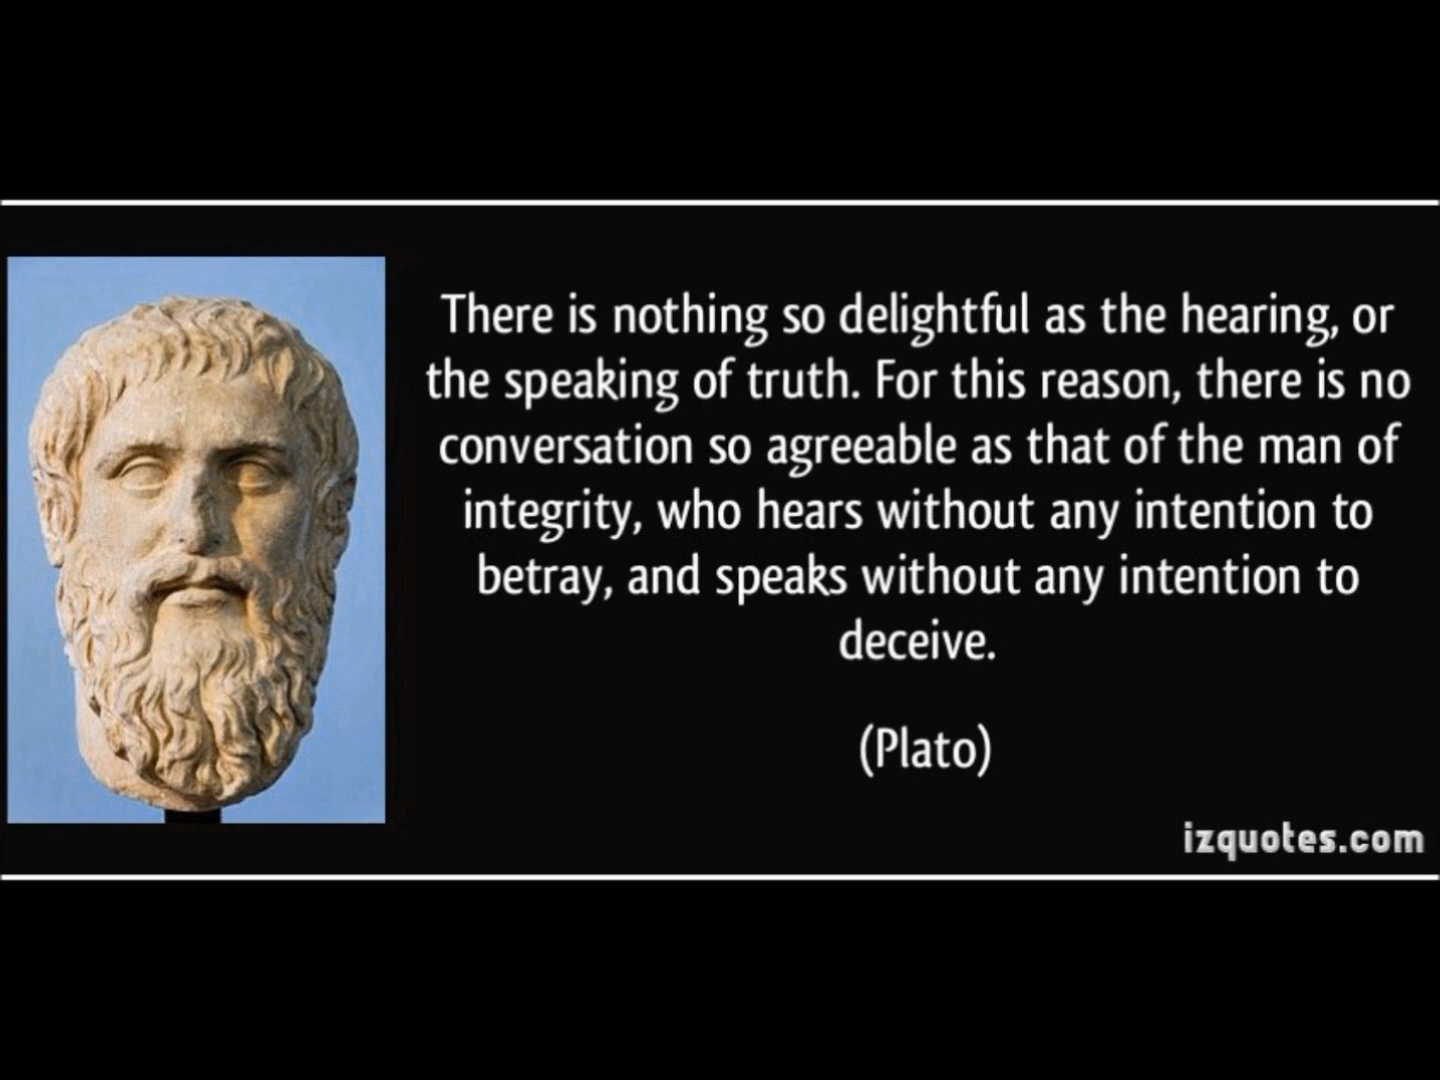 There is nothing so delightful as the hearing, or
the speaking of truth. For this reason, there is no
conversation so agreeable as that of the man of
integrity, who hears without any intention to
betray, and speaks without any intention to
deceive.
(Plato)
izquotes.com